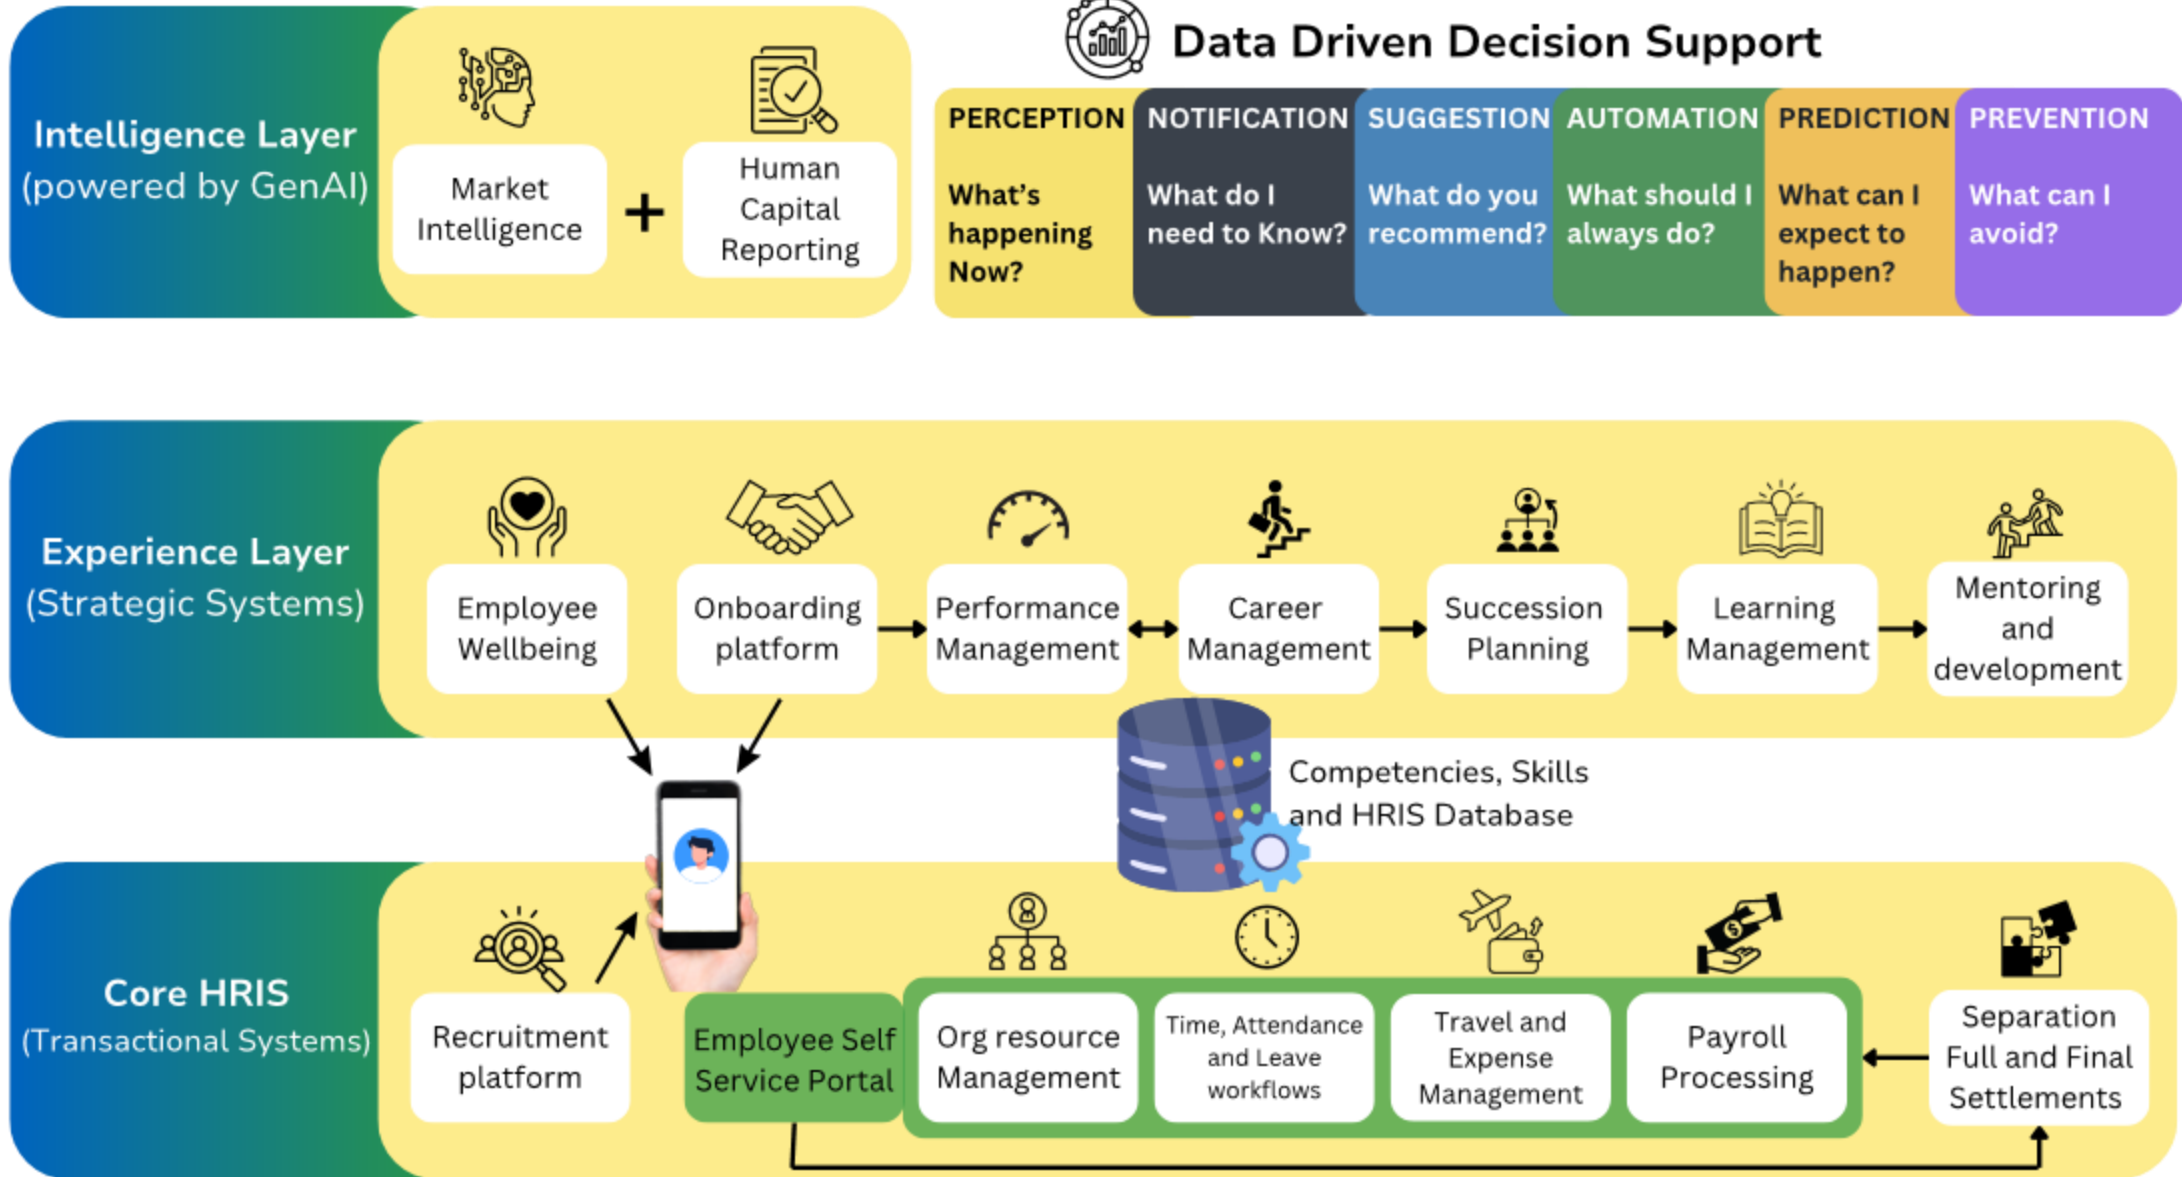 Data Driven Decision Support
Intelligence Layer
(powered by GenAI)
Market
Intelligence
+
Human
Capital
Reporting
PERCEPTION
What's
happening
Now?
NOTIFICATION
What do I
need to Know?
SUGGESTION
What do you
recommend?
AUTOMATION
What should I
always do?
PREDICTION
What can I
expect to
happen?
PREVENTION
What can I
avoid?
Experience Layer
(Strategic Systems)
Employee
Wellbeing
Onboarding
platform
Performance
Management
Career
Management
Succession
Planning
Learning
Management
Mentoring
and
development
Competencies, Skills
and HRIS Database
Core HRIS
(Transactional Systems)
Recruitment
platform
Employee Self
Service Portal
Org resource
Management
Time, Attendance
and Leave
workflows
Travel and
Expense
Management
Payroll
Processing
Separation
Full and Final
Settlements